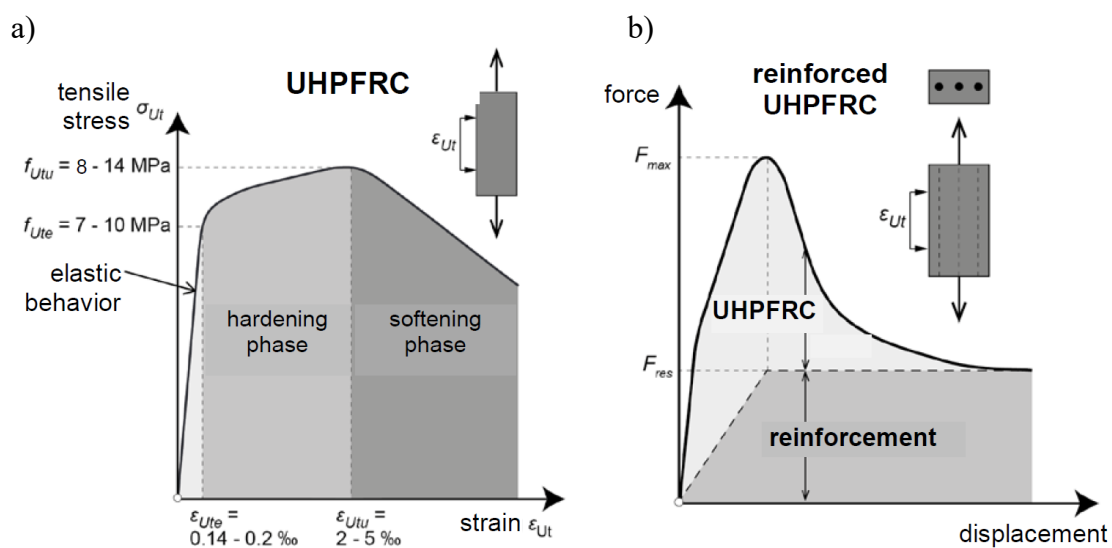 a)
UHPFRC
tensile
stress σUt
εUt
fUtu = 8 - 14 MPa
fUte = 7 - 10 MPa
elastic
behavior
hardening
phase
softening
phase
εUte =
0.14 - 0.2 ‰
εUtu =
2 - 5 ‰
strain εUt
b)
reinforced
UHPFRC
force
Fmax
εUt
UHPFRC
Fres
reinforcement
displacement